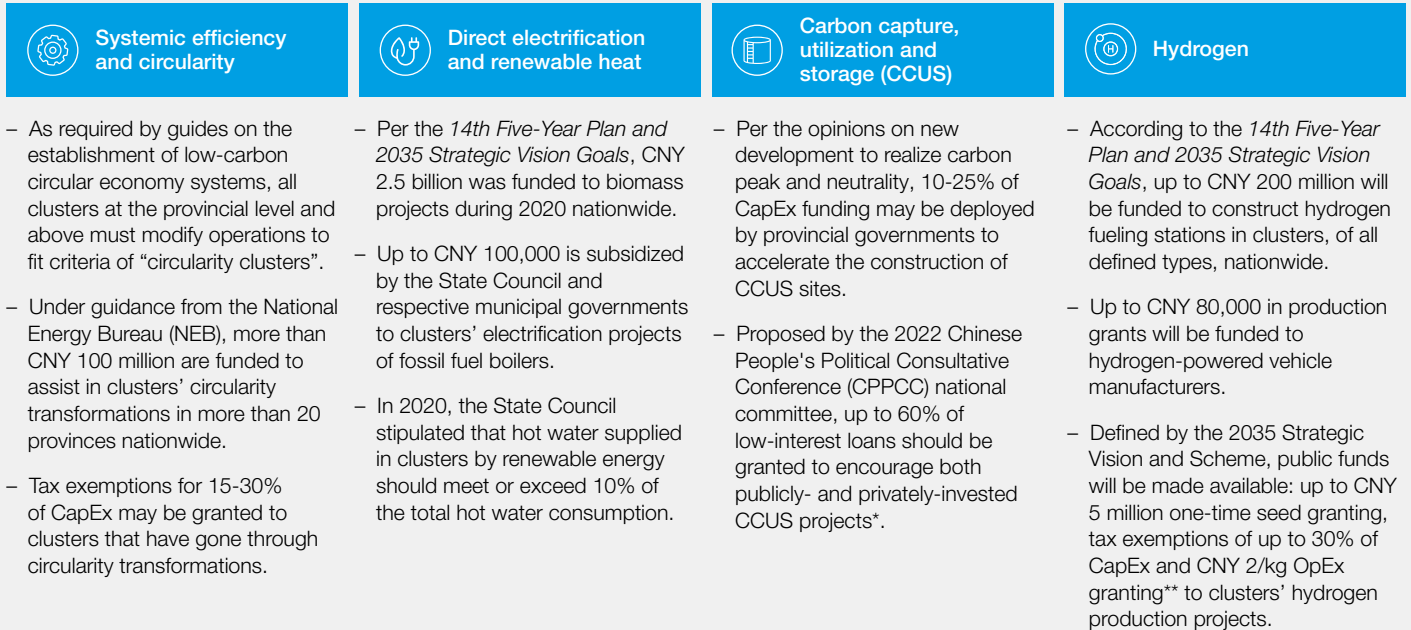 Systemic efficiency
and circularity
– As required by guides on the
establishment of low-carbon
circular economy systems, all
clusters at the provincial level and
above must modify operations to
fit criteria of “circularity clusters”.
– Under guidance from the National
Energy Bureau (NEB), more than
CNY 100 million are funded to
assist in clusters’ circularity
transformations in more than 20
provinces nationwide.
– Tax exemptions for 15-30%
of CapEx may be granted to
clusters that have gone through
circularity transformations.
Direct electrification
and renewable heat
– Per the 14th Five-Year Plan and
2035 Strategic Vision Goals, CNY
2.5 billion was funded to biomass
projects during 2020 nationwide.
– Up to CNY 100,000 is subsidized
by the State Council and
respective municipal governments
to clusters’ electrification projects
of fossil fuel boilers.
– In 2020, the State Council
stipulated that hot water supplied
in clusters by renewable energy
should meet or exceed 10% of
the total hot water consumption.
Carbon capture,
utilization and
storage (CCUS)
– Per the opinions on new
development to realize carbon
peak and neutrality, 10-25% of
CapEx funding may be deployed
by provincial governments to
accelerate the construction of
CCUS sites.
– Proposed by the 2022 Chinese
People's Political Consultative
Conference (CPPCC) national
committee, up to 60% of
low-interest loans should be
granted to encourage both
publicly- and privately-invested
CCUS projects*.
H
Hydrogen
– According to the 14th Five-Year
Plan and 2035 Strategic Vision
Goals, up to CNY 200 million will
be funded to construct hydrogen
fueling stations in clusters, of all
defined types, nationwide.
– Up to CNY 80,000 in production
grants will be funded to
hydrogen-powered vehicle
manufacturers.
– Defined by the 2035 Strategic
Vision and Scheme, public funds
will be made available: up to CNY
5 million one-time seed granting,
tax exemptions of up to 30% of
CapEx and CNY 2/kg OpEx
granting** to clusters’ hydrogen
production projects.